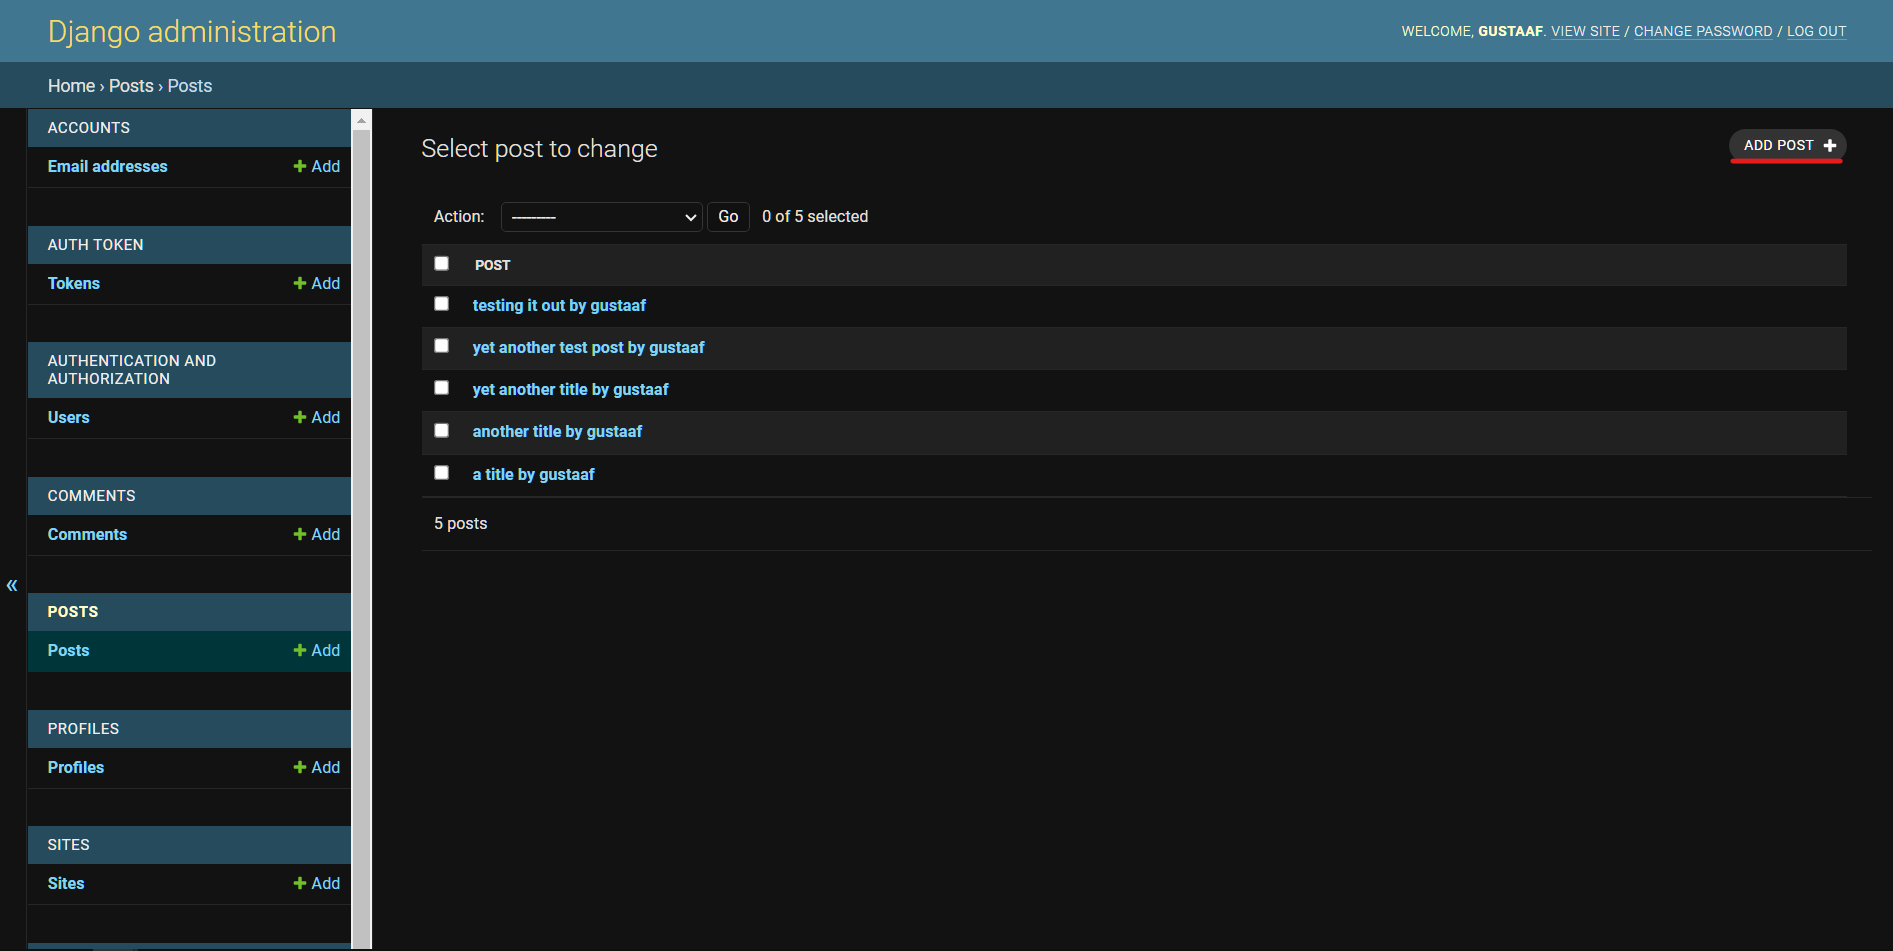 Django administration
WELCOME, GUSTAAF. VIEW SITE / CHANGE PASSWORD / LOG OUT
Home › Posts › Posts
ACCOUNTS
Email addresses
Add
AUTH TOKEN
Tokens
Add
AUTHENTICATION AND
AUTHORIZATION
Users
Add
COMMENTS
Comments
Add
«
POSTS
Posts
Add
PROFILES
Profiles
Add
SITES
Sites
Add
Select post to change
ADD POST
Action:
---------
Go
0 of 5 selected
POST
testing it out by gustaaf
yet another test post by gustaaf
yet another title by gustaaf
another title by gustaaf
a title by gustaaf
5 posts